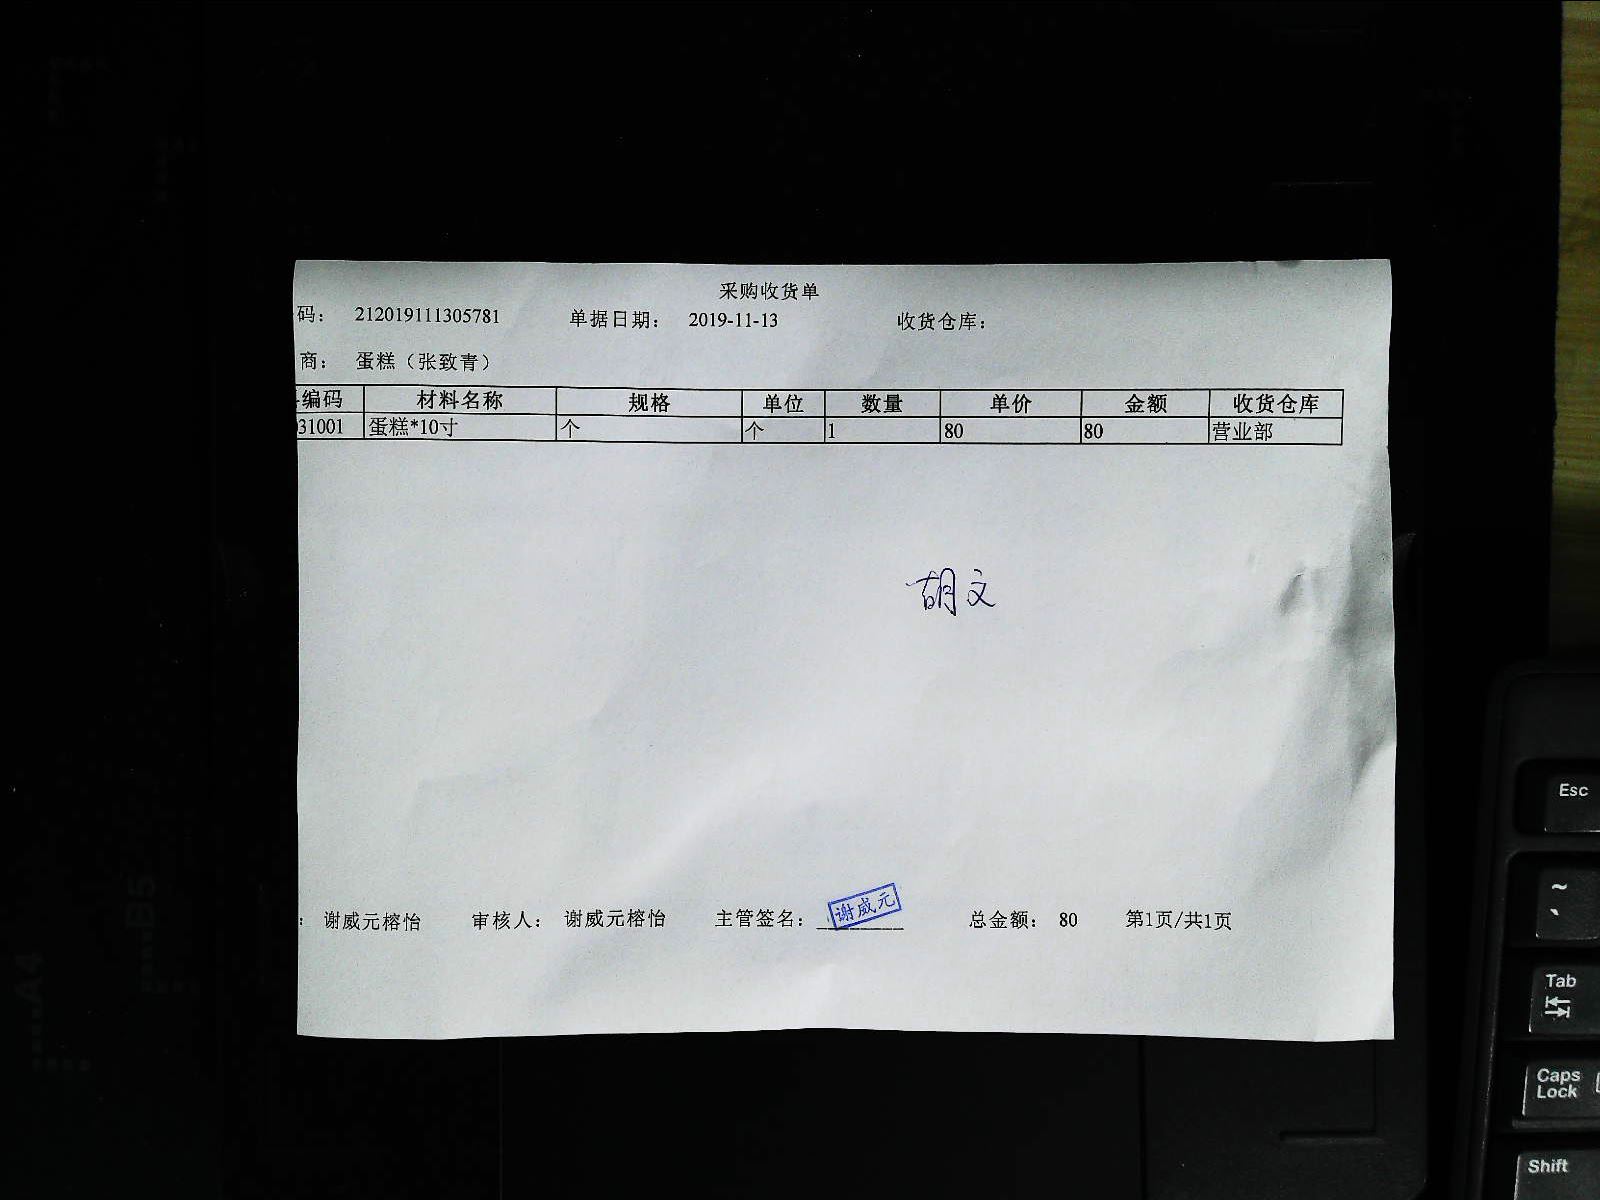 采购收货单
码： 212019111305781 单据日期： 2019-11-13 收货仓库：
商： 蛋糕（张致青）
编码 材料名称 规格 单位 数量 单价 金额 收货仓库
31001 蛋糕*10寸 个 个 1 80 80 营业部
胡文
： 谢威元榕怡 审核人： 谢威元榕怡 主管签名： 谢威元 总金额： 80 第1页/共1页
Esc
~
Tab
Caps
Lock
Shift
B5
A4